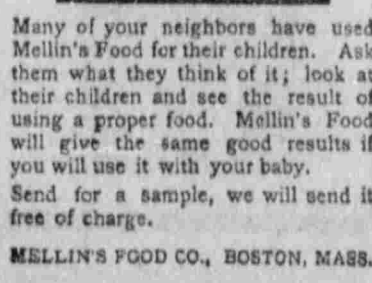 Many of your neighbors have used
Mellin's Food for their children. Ask
them what they think of it; look at
their children and see the result of
using a proper food. Mellin's Food
will give the same good results if
you will use it with your baby.
Send for a sample, we will send it
free of charge.
MELLIN'S FOOD CO., BOSTON, MASS.